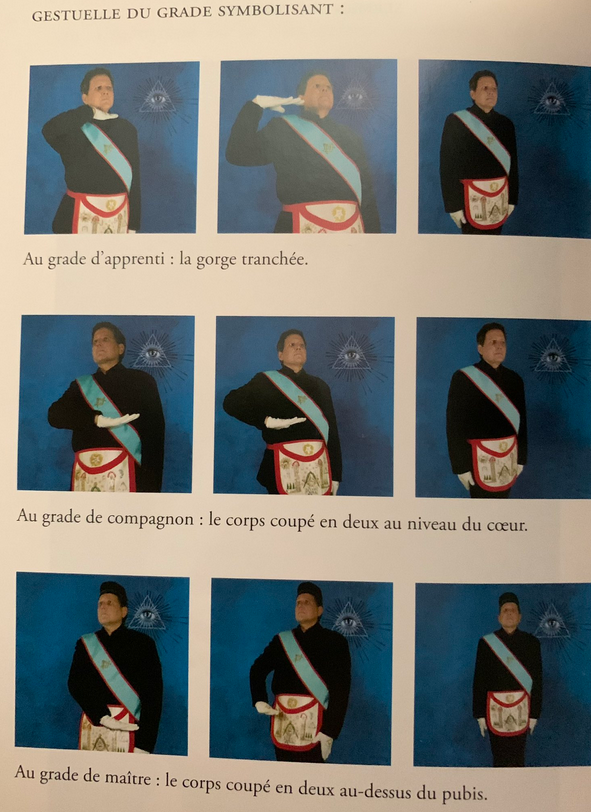 GESTUELLE DU GRADE SYMBOLISANT :
Au grade d'apprenti : la gorge tranchée.
Au grade de compagnon : le corps coupé en deux au niveau du cœur.
Au grade de maître : le corps coupé en deux au-dessus du pubis.